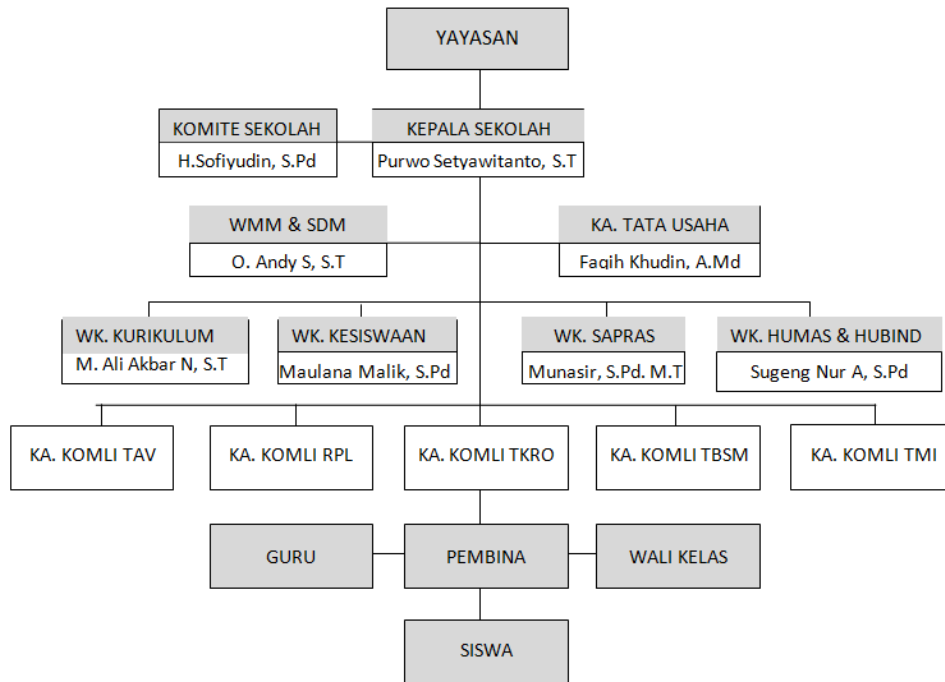 YAYASAN
KOMITE SEKOLAH
H.Sofiyudin, S.Pd
KEPALA SEKOLAH
Purwo Setyawitanto, S.T
WMM & SDM
O. Andy S, S.T
KA. TATA USAHA
Faqih Khudin, A.Md
WK. KURIKULUM
M. Ali Akbar N, S.T
WK. KESISWAAN
Maulana Malik, S.Pd
WK. SAPRAS
Munasir, S.Pd. M.T
WK. HUMAS & HUBIND
Sugeng Nur A, S.Pd
KA. KOMLI TAV
KA. KOMLI RPL
KA. KOMLI TKRO
KA. KOMLI TBSM
KA. KOMLI TMI
GURU
PEMBINA
WALI KELAS
SISWA